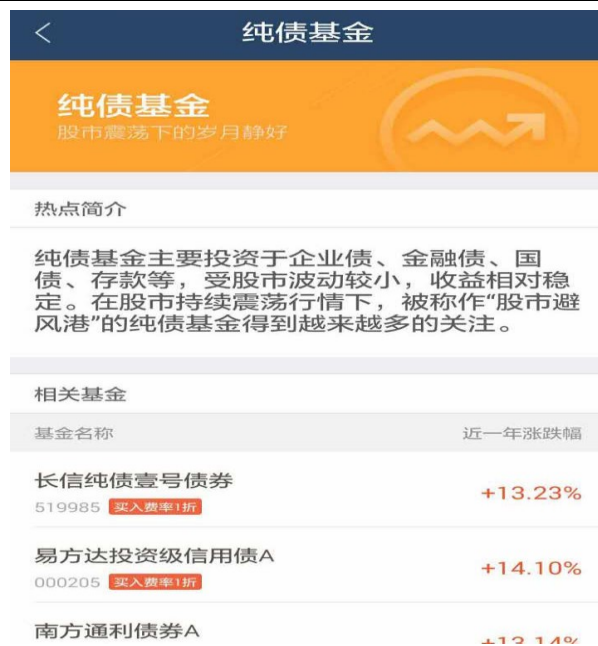 纯债基金
纯债基金
股市震荡下的岁月静好
热点简介
纯债基金主要投资于企业债、金融债、国
债、存款等，受股市波动较小，收益相对稳
定。在股市持续震荡行情下，被称作“股市避
风港”的纯债基金得到越来越多的关注。
相关基金
基金名称 近一年涨跌幅
长信纯债壹号债券
519985 买入费率1折 +13.23%
易方达投资级信用债A
000205 买入费率1折 +14.10%
南方通利债券A
+13.14%